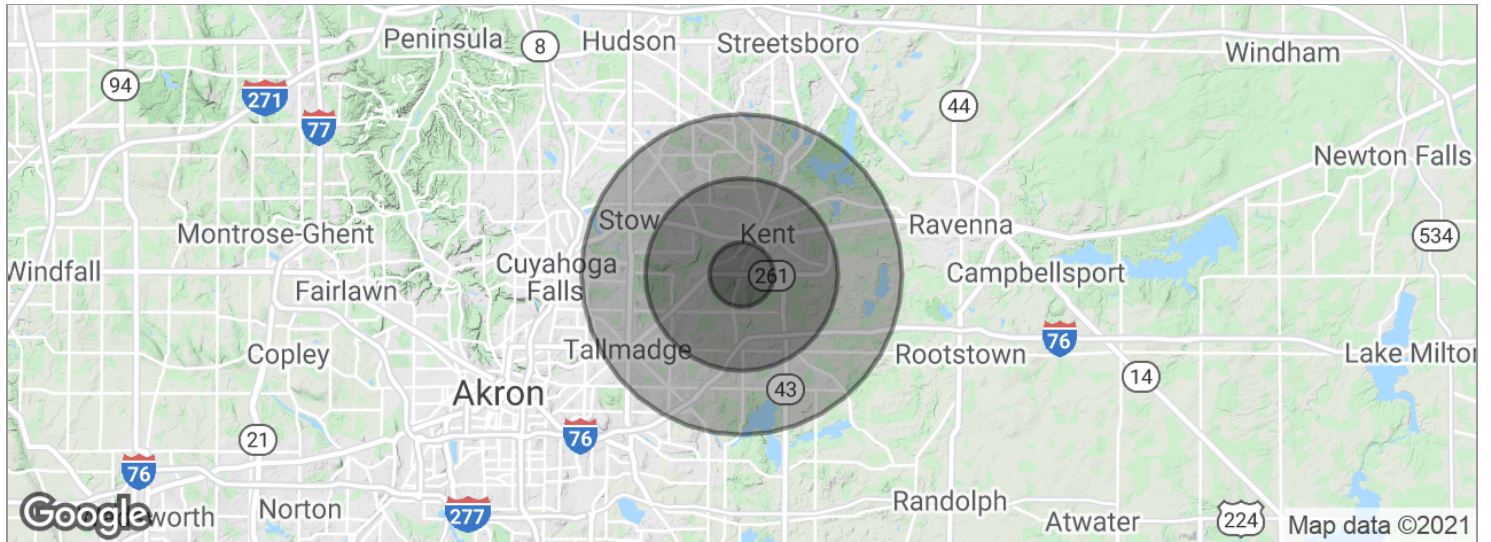 Peninsula
8
Hudson
Streetsboro
Windham
94
271
77
44
Newton Falls
Stow
Kent
Ravenna
Montrose-Ghent
534
Windfall
Cuyahoga
Falls
261
Campbellsport
Fairlawn
76
Copley
Tallmadge
Rootstown
Lake Milton
14
Akron
43
21
76
76
Google
Norton
277
Randolph
Atwater
224
Map data ©2021